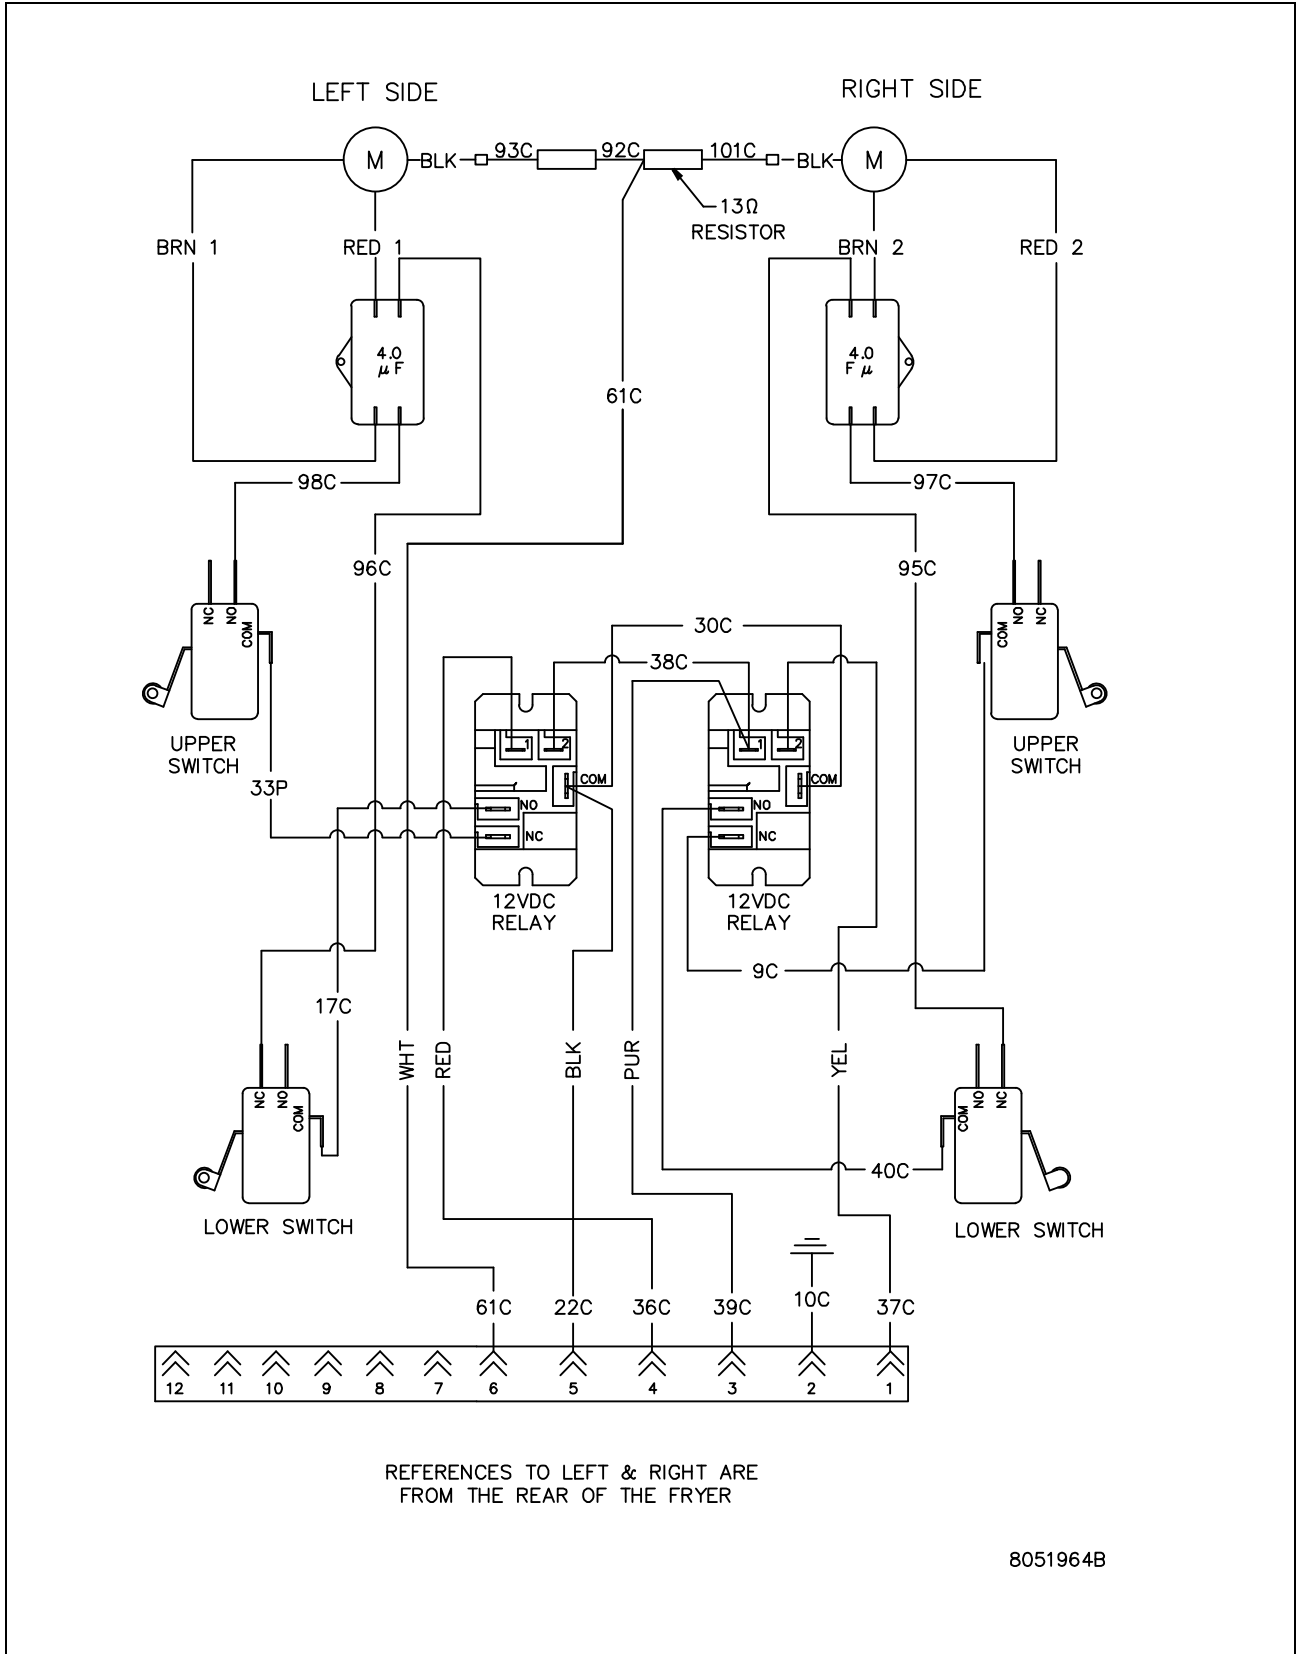 LEFT SIDE
RIGHT SIDE
M
BLK
93C
92C
101C
BLK
M
13Ω
RESISTOR
BRN 1
RED 1
BRN 2
RED 2
4.0
µ F
4.0
F µ
61C
98C
97C
96C
95C
NC
NO
COM
COM
NO
NC
30C
38C
UPPER
SWITCH
UPPER
SWITCH
1
2
COM
NO
NC
1
2
COM
NO
NC
33P
12VDC
RELAY
12VDC
RELAY
9C
17C
WHT
RED
BLK
PUR
YEL
NC
NO
COM
COM
NO
NC
40C
LOWER SWITCH
LOWER SWITCH
61C
22C
36C
39C
10C
37C
12
11
10
9
8
7
6
5
4
3
2
1
REFERENCES TO LEFT & RIGHT ARE
FROM THE REAR OF THE FRYER
8051964B